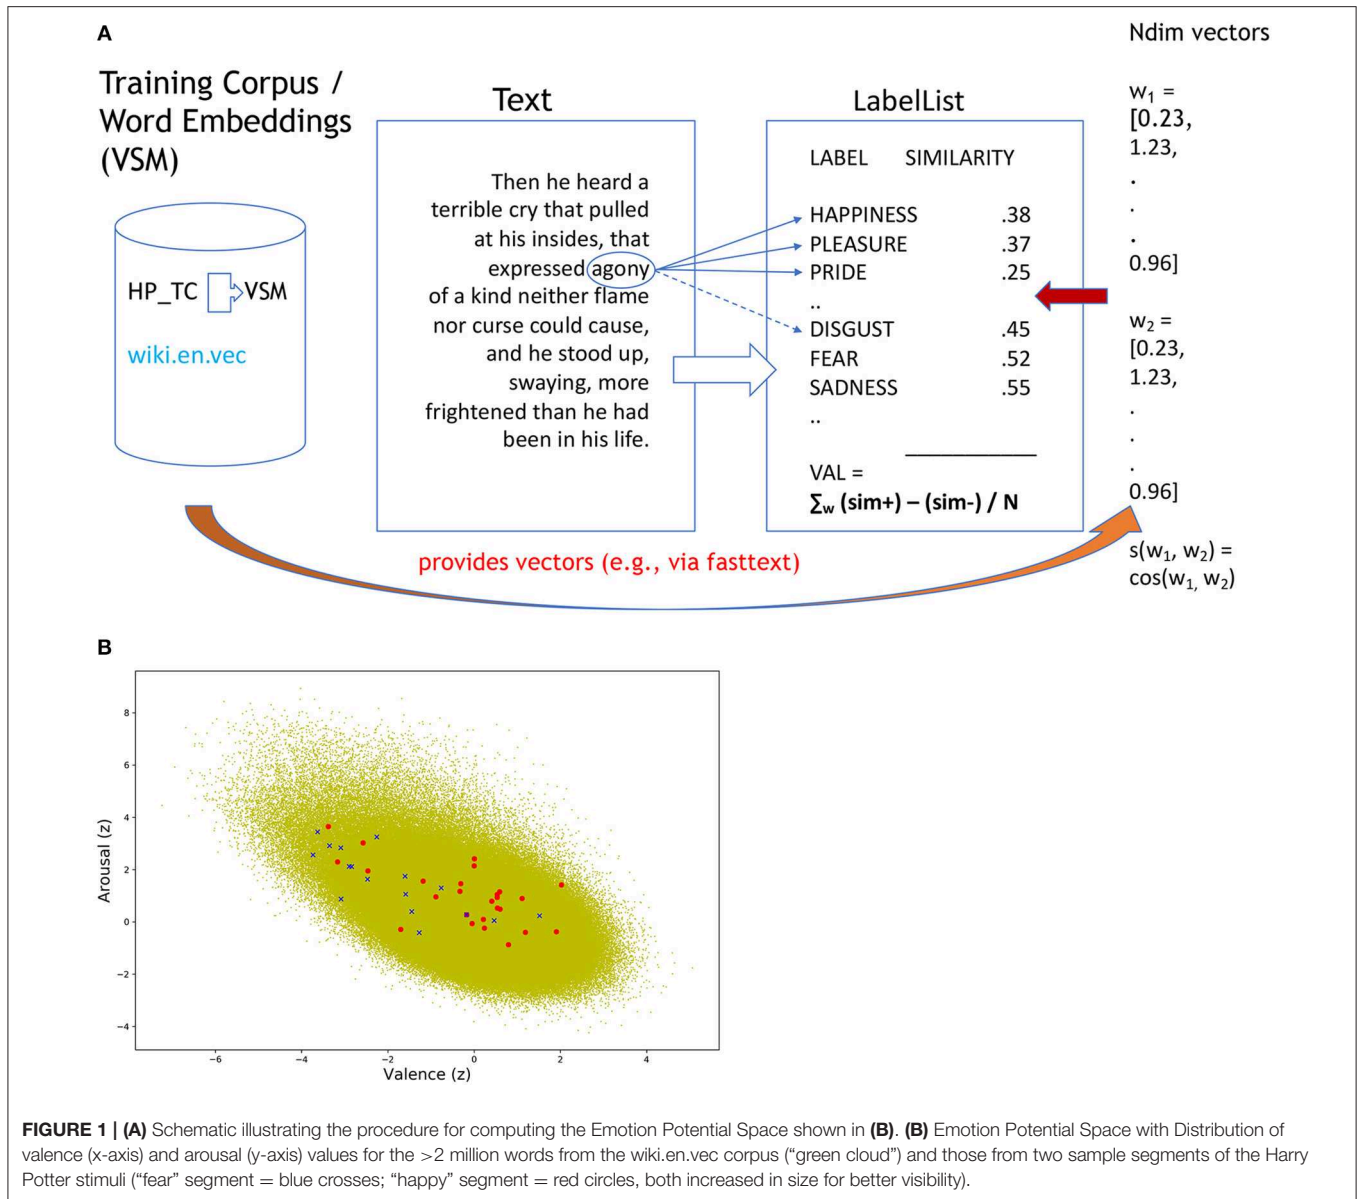 A
Training Corpus /
Word Embeddings
(VSM)
HP_TC VSM
wiki.en.vec
Text
Then he heard a
terrible cry that pulled
at his insides, that
expressed agony
of a kind neither flame
nor curse could cause,
and he stood up,
swaying, more
frightened than he had
been in his life.
LabelList
LABEL SIMILARITY
HAPPINESS .38
PLEASURE .37
PRIDE .25
..
DISGUST .45
FEAR .52
SADNESS .55
..
VAL =
∑w (sim+) – (sim-) / N
Ndim vectors
w1 =
[0.23,
1.23,
.
.
.
0.96]
w2 =
[0.23,
1.23,
.
.
.
0.96]
s(w1, w2) =
cos(w1, w2)
provides vectors (e.g., via fasttext)
B
Arousal (z)
8
6
4
2
0
−2
−4
−6 −4 −2 0 2 4
Valence (z)
FIGURE 1 | (A) Schematic illustrating the procedure for computing the Emotion Potential Space shown in (B). (B) Emotion Potential Space with Distribution of
valence (x-axis) and arousal (y-axis) values for the >2 million words from the wiki.en.vec corpus (“green cloud”) and those from two sample segments of the Harry
Potter stimuli (“fear” segment = blue crosses; “happy” segment = red circles, both increased in size for better visibility).